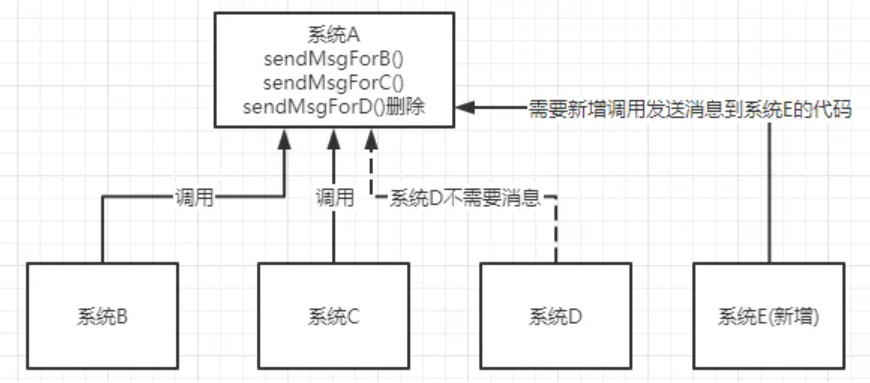 系统A
sendMsgForB()
sendMsgForC()
sendMsgForD()删除
需要新增调用发送消息到系统E的代码
调用
调用
系统D不需要消息
系统B
系统C
系统D
系统E(新增)